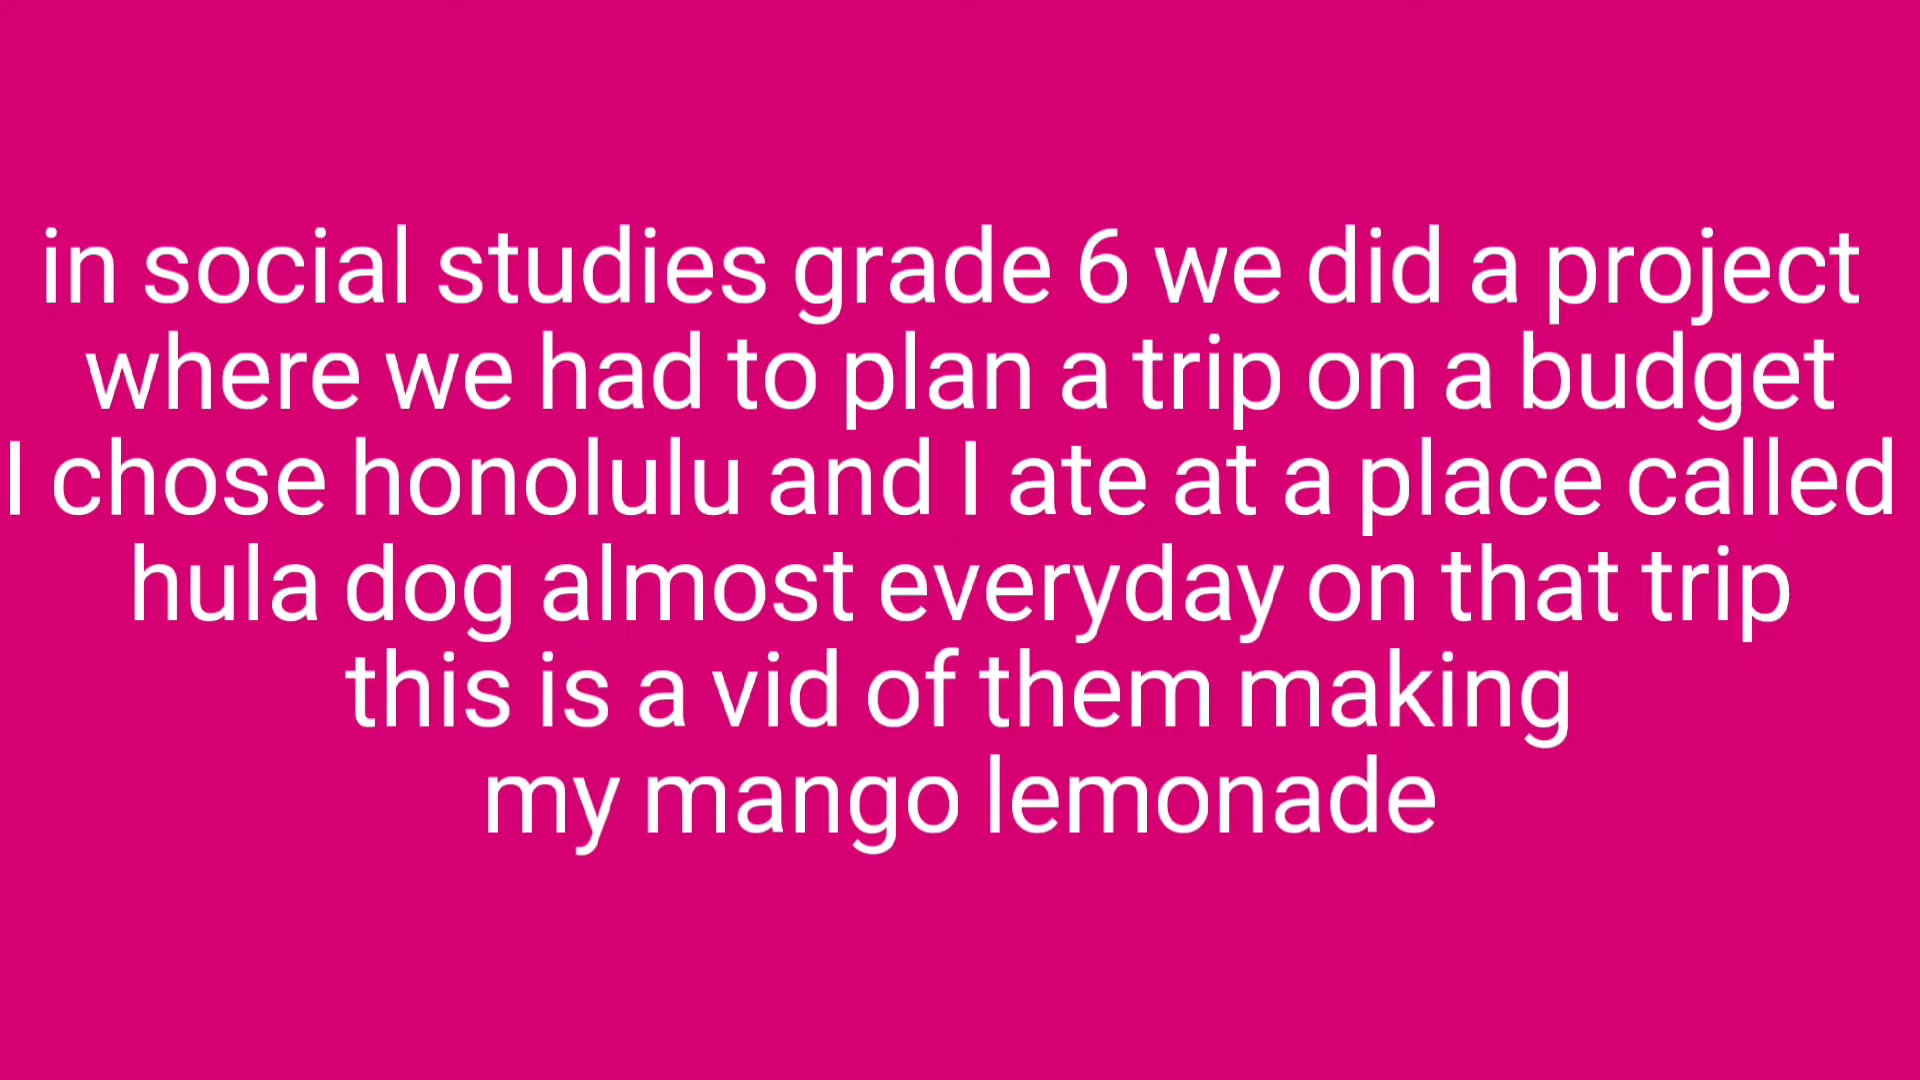 in social studies grade 6 we did a project
where we had to plan a trip on a budget
I chose honolulu and I ate at a place called
hula dog almost everyday on that trip
this is a vid of them making
my mango lemonade